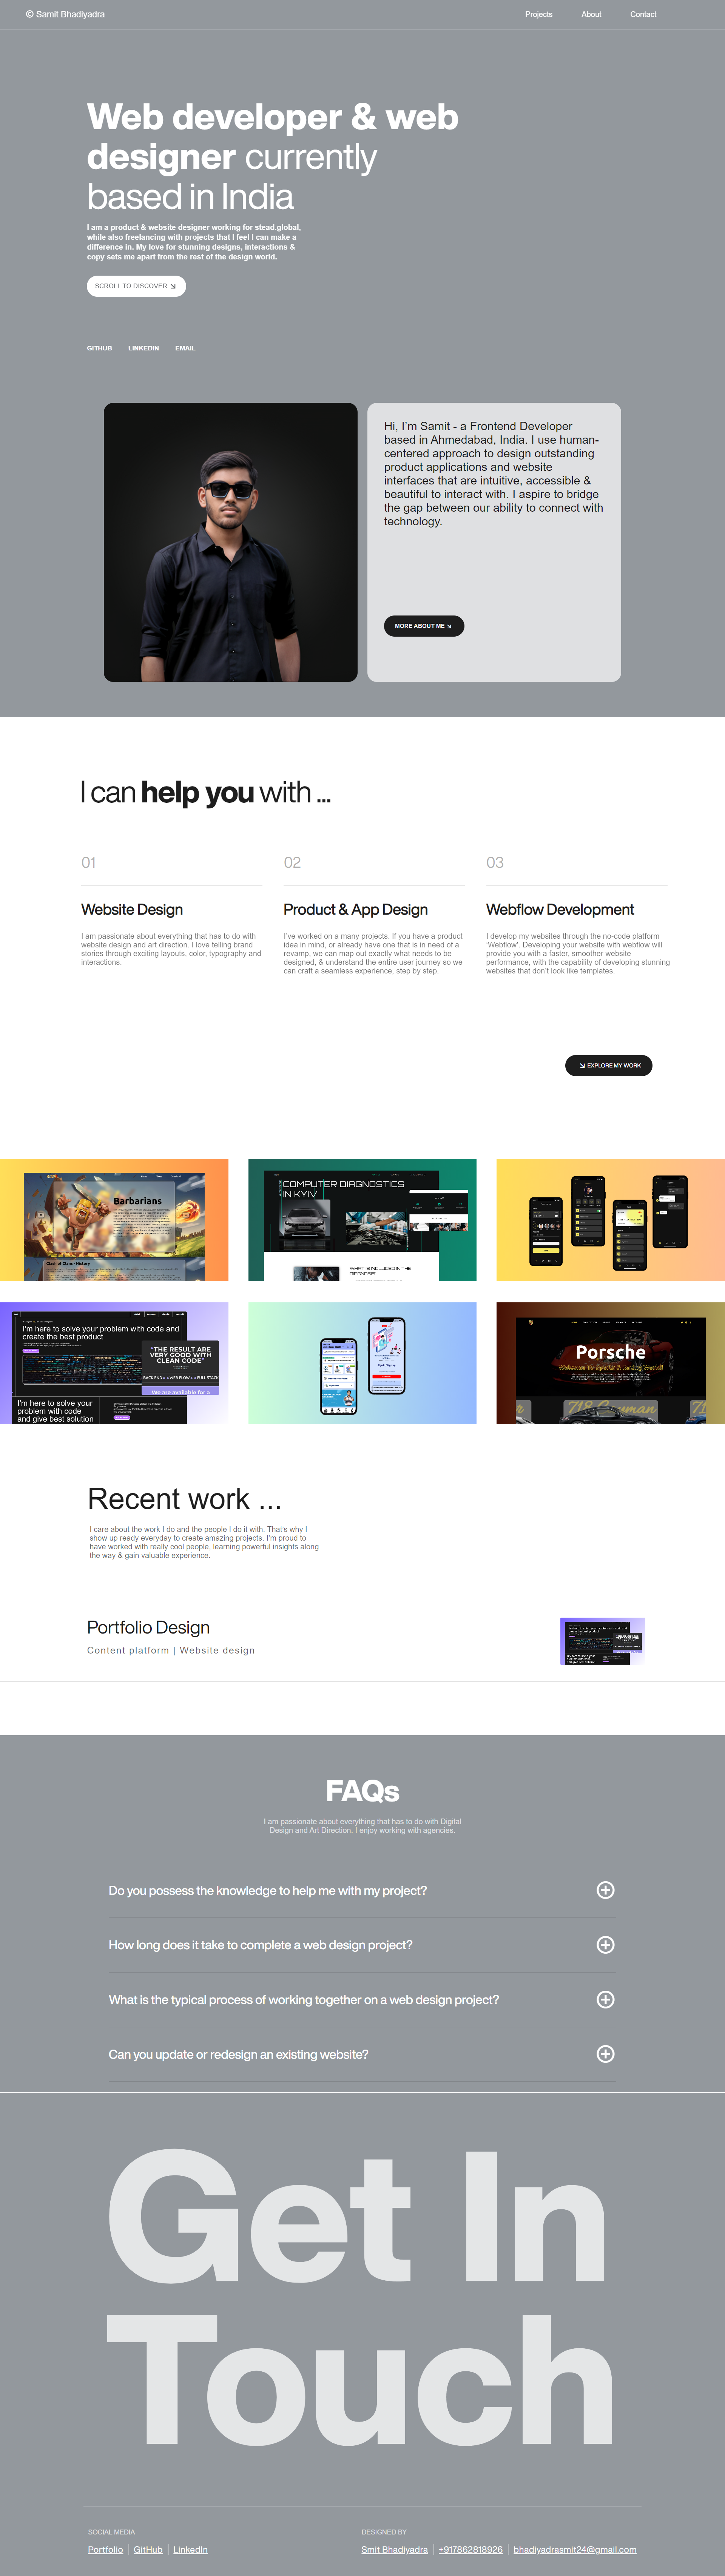 © Samit Bhadiyadra
Projects
About
Contact
Web developer & web
designer currently
based in India
I am a product & website designer working for stead.global,
while also freelancing with projects that I feel I can make a
difference in. My love for stunning designs, interactions &
copy sets me apart from the rest of the design world.
SCROLL TO DISCOVER
GITHUB
LINKEDIN
EMAIL
Hi, I'm Samit - a Frontend Developer
based in Ahmedabad, India. I use human-
centered approach to design outstanding
product applications and website
interfaces that are intuitive, accessible &
beautiful to interact with. I aspire to bridge
the gap between our ability to connect with
technology.
MORE ABOUT ME
I can help you with ...
01
Website Design
I am passionate about everything that has to do with
website design and art direction. I love telling brand
stories through exciting layouts, color, typography and
interactions.
02
Product & App Design
I've worked on a many projects. If you have a product
idea in mind, or already have one that is in need of a
revamp, we can map out exactly what needs to be
designed, & understand the entire user journey so we
can craft a seamless experience, step by step.
03
Webflow Development
I develop my websites through the no-code platform
'Webflow'. Developing your website with webflow will
provide you with a faster, smoother website
performance, with the capability of developing stunning
websites that don't look like templates.
EXPLORE MY WORK
Barbarians
Clash of Clans - History
COMPUTER DIAGNOSTICS
IN KYIV
WHAT IS INCLUDED IN THE
DIAGNOSIS
I'm here to solve your problem with code and
create the best product
"THE RESULT ARE
VERY GOOD WITH
CLEAN CODE"
BACK END + WEB FLOW + FULL STACK
We are available for a
I'm here to solve your
problem with code
and give best solution
Porsche
Welcome To Sports & Racing World!!
718 Cayman
Recent work ...
I care about the work I do and the people I do it with. That's why I
show up ready everyday to create amazing projects. I'm proud to
have worked with really cool people, learning powerful insights along
the way & gain valuable experience.
Portfolio Design
Content platform | Website design
FAQs
I am passionate about everything that has to do with Digital
Design and Art Direction. I enjoy working with agencies.
Do you possess the knowledge to help me with my project?
How long does it take to complete a web design project?
What is the typical process of working together on a web design project?
Can you update or redesign an existing website?
Get In
Touch
SOCIAL MEDIA
Portfolio | GitHub | LinkedIn
DESIGNED BY
Smit Bhadiyadra | +917862818926 | bhadiyadrasmit24@gmail.com